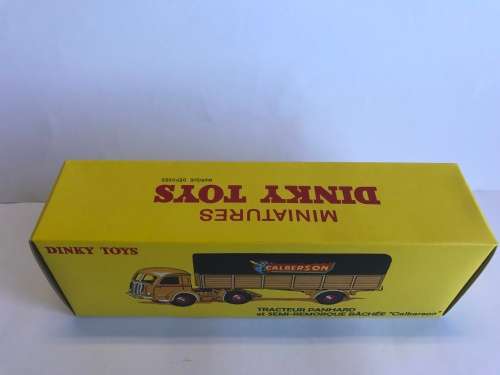 MINIATURES
DINKY TOYS
MARQUE DÉPOSÉE
DINKY TOYS
CALBERSON
TRACTEUR PANHARD
et SEMI-REMORQUE BÂCHÉE "Calberson"